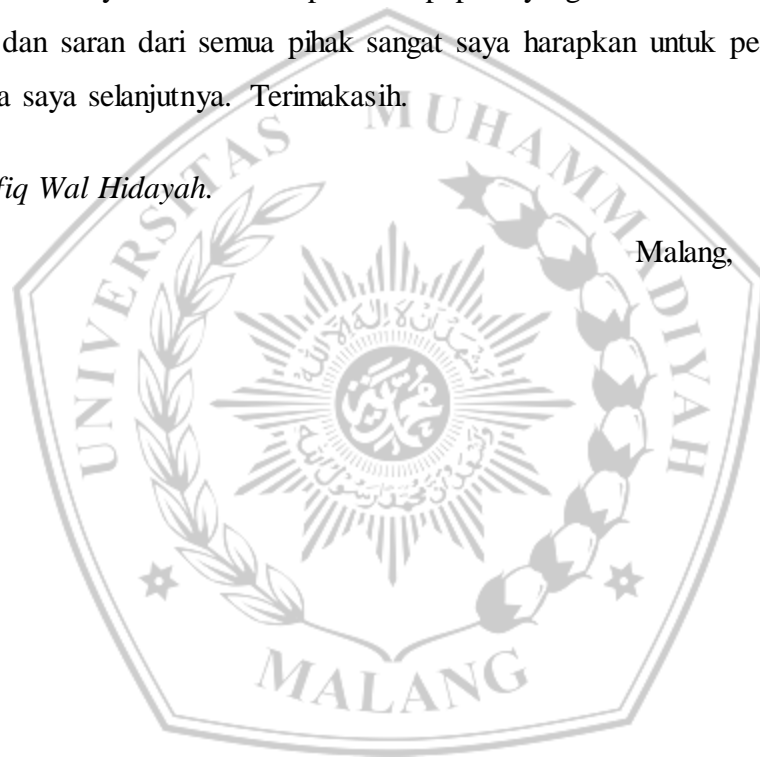 dan saran dari semua pihak sangat saya harapkan untuk pe
a saya selanjutnya. Terimakasih.
fiq Wal Hidayah.
Malang,
UNIVERSITAS MUHAMMADIYAH
MALANG